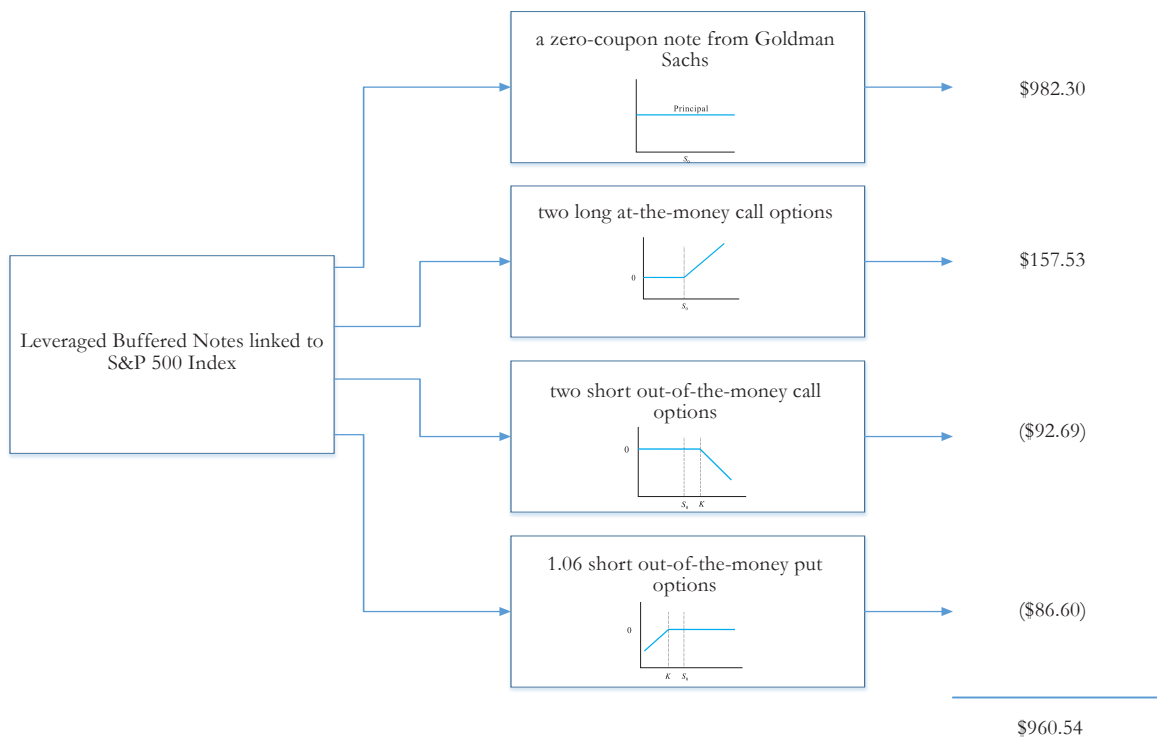 a zero-coupon note from Goldman
Sachs
Principal
S₀
$982.30
two long at-the-money call options
0
S₀
$157.53
Leveraged Buffered Notes linked to
S&P 500 Index
two short out-of-the-money call
options
0
S₀ K
($92.69)
1.06 short out-of-the-money put
options
0
K S₀
($86.60)
$960.54